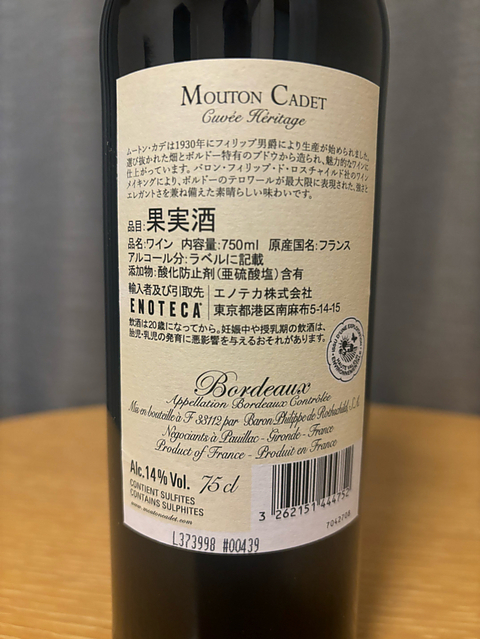 MOUTON CADET
Cuvée Héritage
ムートン・カデは1930年にフィリップ男爵により生産が始められました。
選び抜かれた畑とボルドー特有のブドウから造られ、魅力的なワインに
仕上がっています。バロン・フィリップ・ド・ロスチャイルド社のワイン
メイキングにより、ボルドーのテロワールが最大限に表現された、強さと
エレガントさを兼ね備えた素晴らしい味わいです。
品目:果実酒
品名:ワイン 内容量:750ml 原産国名:フランス
アルコール分:ラベルに記載
添加物:酸化防止剤(亜硫酸塩)含有
輸入者及び引取先 エノテカ株式会社
ENOTECA 東京都港区南麻布5-14-15
飲酒は20歳になってから。妊娠中や授乳期の飲酒は、
胎児・乳児の発育に悪影響を与えるおそれがあります。
Bordeaux
Appellation Bordeaux Contrôlée
Mis en bouteille à F 33112 par Baron Philippe de Rothschild, S.A.
Négociants à Pauillac - Gironde - France
Product of France - Produit en France
Alc.14% Vol. 75 cl
CONTIENT SULFITES
CONTAINS SULPHITES
www.moutoncadet.com
3 262151 444752
7042708
L373998 #00439